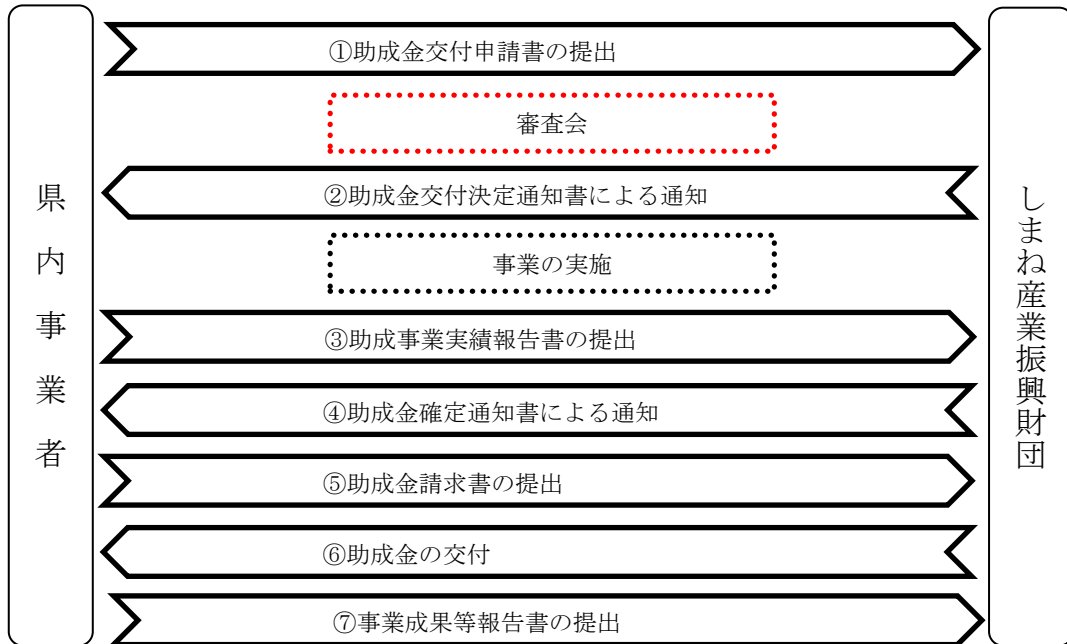 県内事業者
①助成金交付申請書の提出
審査会
②助成金交付決定通知書による通知
事業の実施
③助成事業実績報告書の提出
④助成金確定通知書による通知
⑤助成金請求書の提出
⑥助成金の交付
⑦事業成果等報告書の提出
しまね産業振興財団